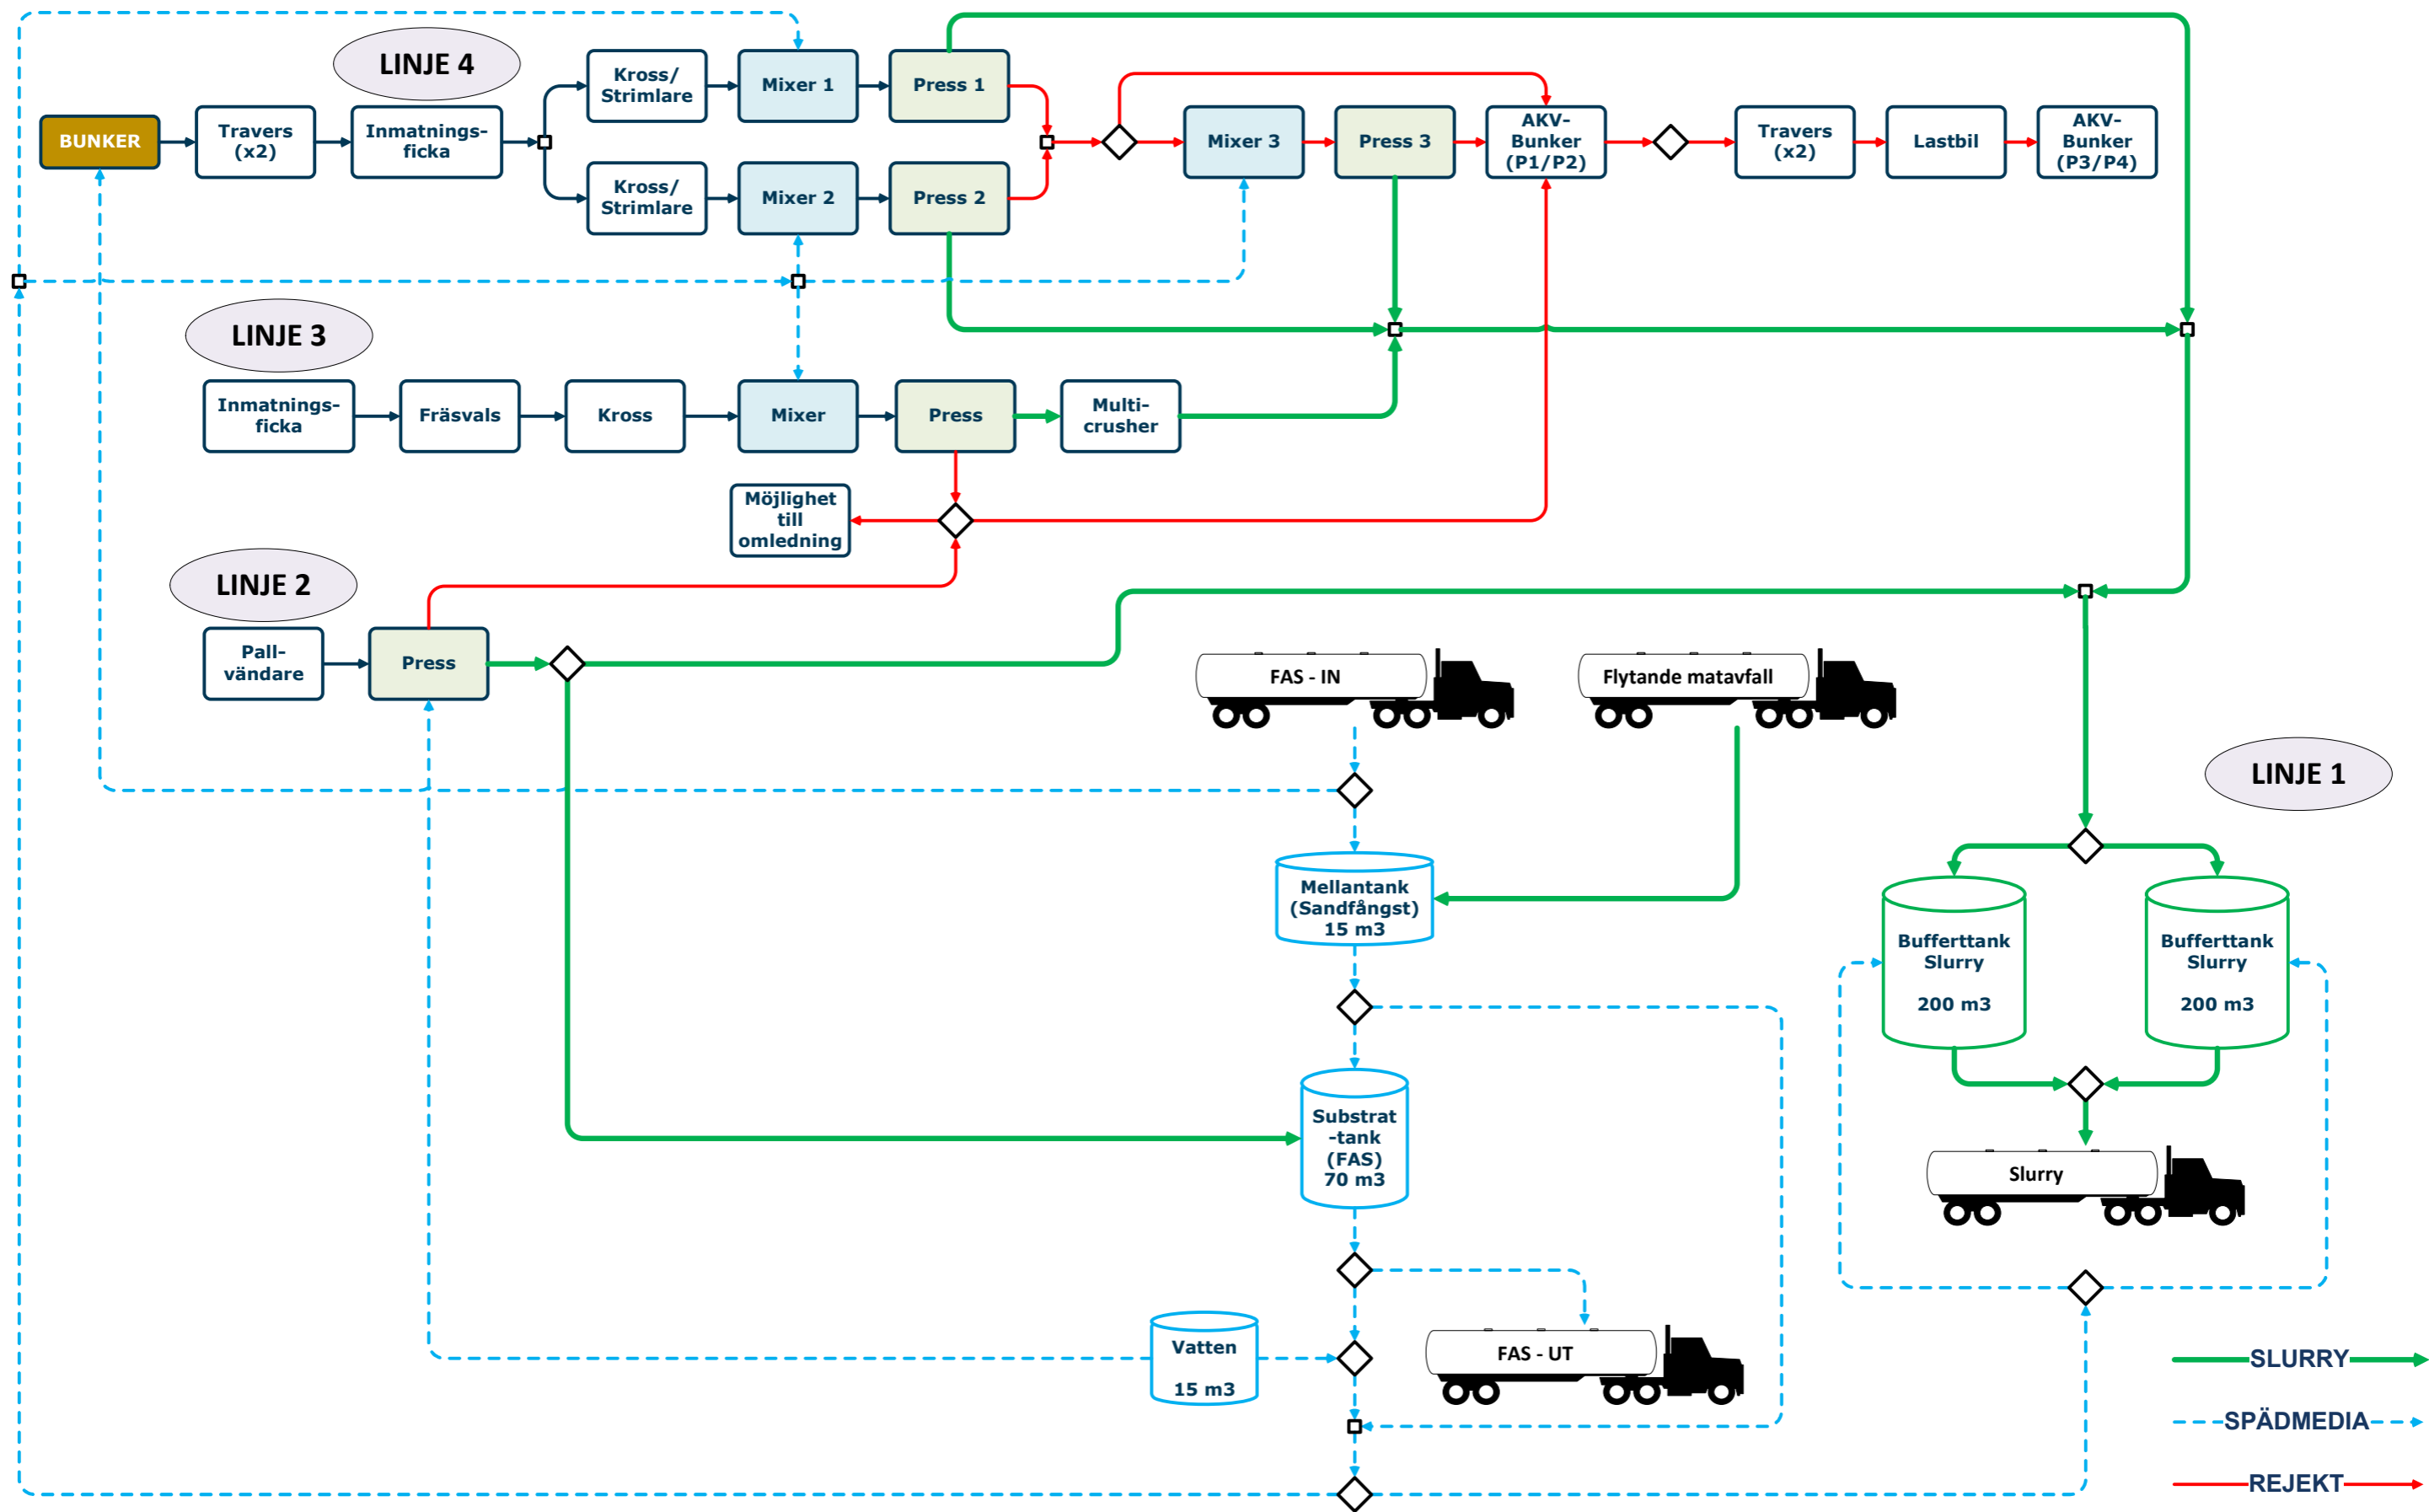 LINJE 4
BUNKER
Travers
(x2)
Inmatnings-
ficka
Kross/
Strimlare
Mixer 1
Press 1
Kross/
Strimlare
Mixer 2
Press 2
Mixer 3
Press 3
AKV-
Bunker
(P1/P2)
Travers
(x2)
Lastbil
AKV-
Bunker
(P3/P4)
LINJE 3
Inmatnings-
ficka
Fräsvals
Kross
Mixer
Press
Multi-
crusher
Möjlighet
till
omledning
LINJE 2
Pall-
vändare
Press
FAS - IN
Flytande matavfall
LINJE 1
Mellantank
(Sandfångst)
15 m3
Bufferttank
Slurry
200 m3
Bufferttank
Slurry
200 m3
Substrat
-tank
(FAS)
70 m3
Slurry
Vatten
15 m3
FAS - UT
SLURRY
SPÄDMEDIA
REJEKT